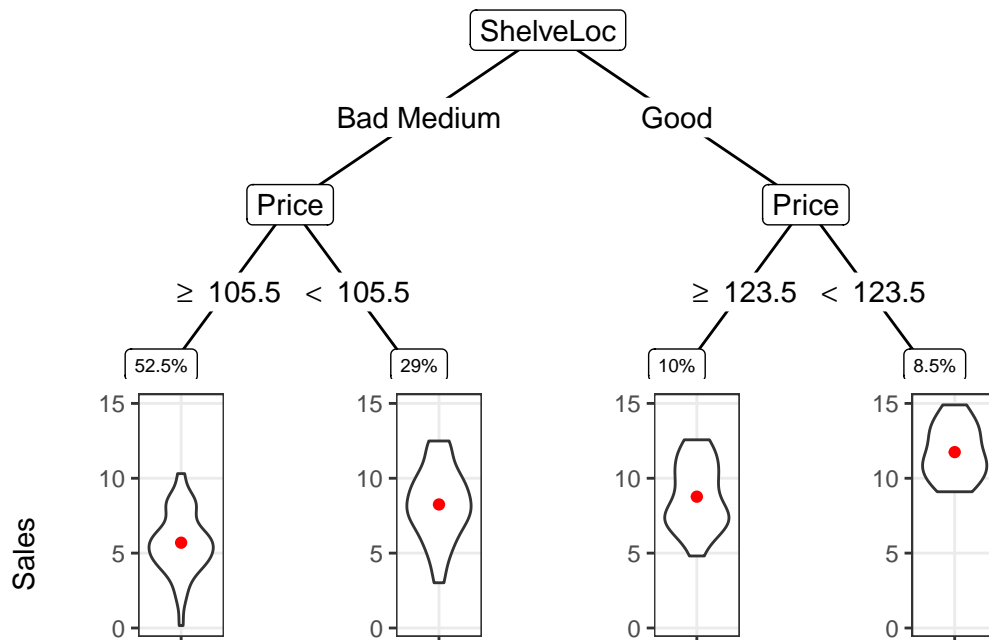 ShelveLoc
Bad Medium Good
Price Price
≥ 105.5 < 105.5 ≥ 123.5 < 123.5
52.5% 29% 10% 8.5%
15 15 15 15
10 10 10 10
5 5 5 5
0 0 0 0
Sales